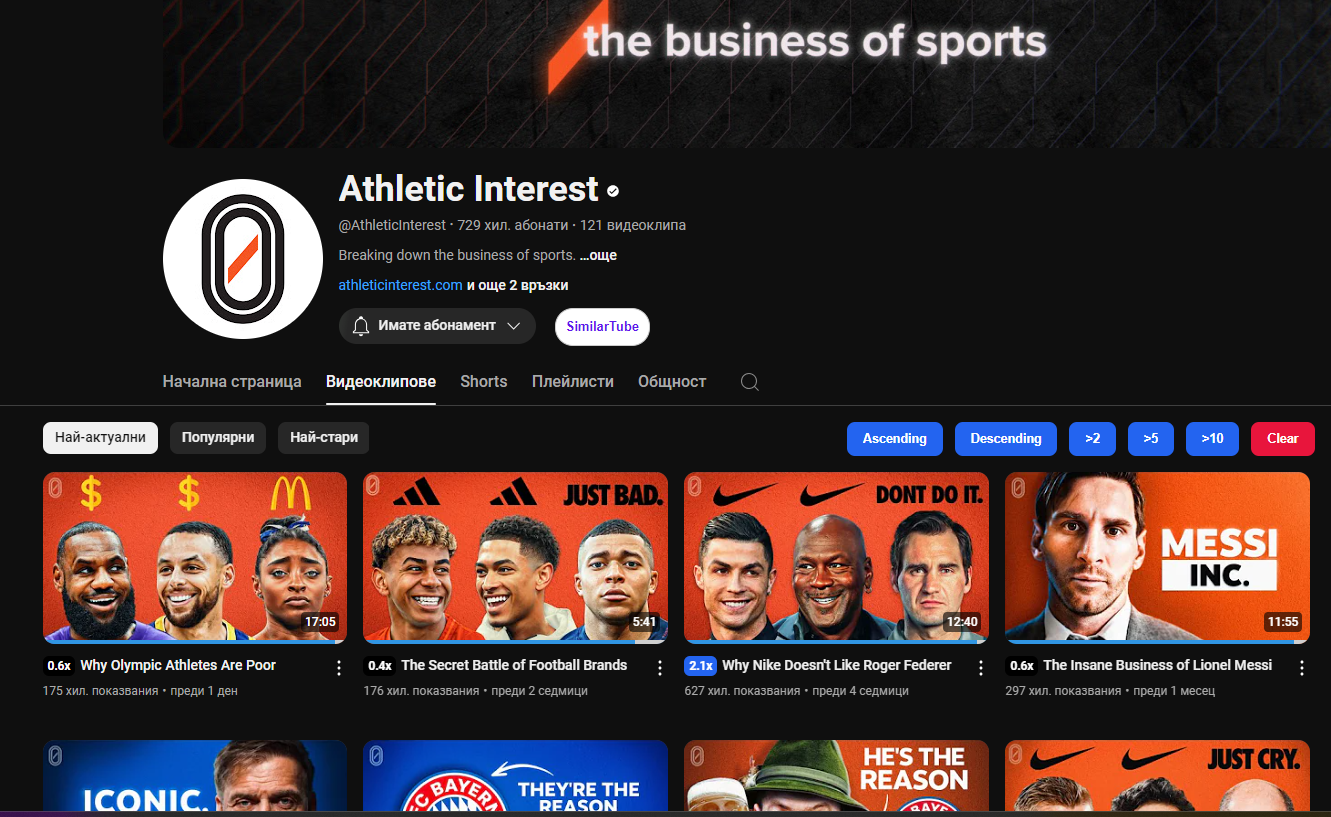 the business of sports
Athletic Interest
@AthleticInterest · 729 хил. абонати · 121 видеоклипа
Breaking down the business of sports. ...още
athleticinterest.com и още 2 връзки
Имате абонамент
SimilarTube
Начална страница
Видеоклипове
Shorts
Плейлисти
Общност
Най-актуални
Популярни
Най-стари
Ascending
Descending
>2
>5
>10
Clear
$ $
17:05
JUST BAD.
5:41
DONT DO IT.
12:40
MESSI
INC.
11:55
0.6x Why Olympic Athletes Are Poor
175 хил. показвания • преди 1 ден
0.4x The Secret Battle of Football Brands
176 хил. показвания • преди 2 седмици
2.1x Why Nike Doesn't Like Roger Federer
627 хил. показвания • преди 4 седмици
0.6x The Insane Business of Lionel Messi
297 хил. показвания • преди 1 месец
ICONIC.
FC BAYERN
THEY'RE THE
REASON
HE'S THE
REASON
BAYE
JUST CRY.